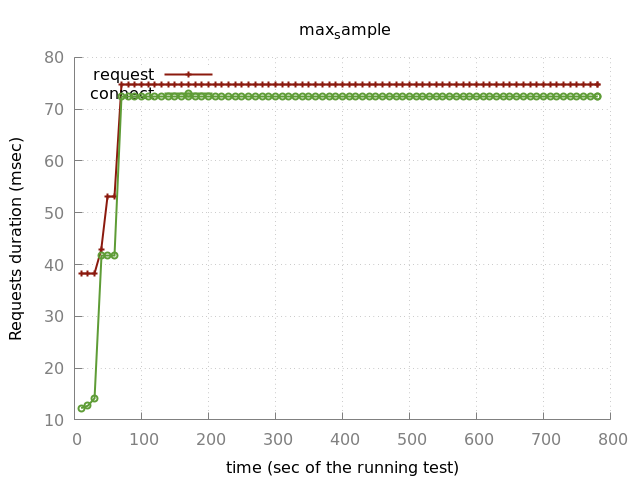 max_sample
80
70
60
50
40
30
20
10
request
connect
Requests duration (msec)
0 100 200 300 400 500 600 700 800
time (sec of the running test)